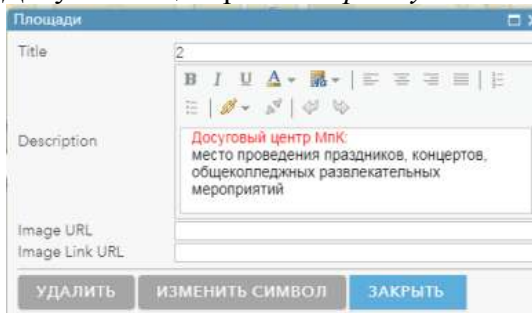 Площади
Title
2
B I U A
Description
Досуговый центр МпК:
место проведения праздников, концертов,
общеколледжных развлекательных
мероприятий
Image URL
Image Link URL
УДАЛИТЬ ИЗМЕНИТЬ СИМВОЛ ЗАКРЫТЬ